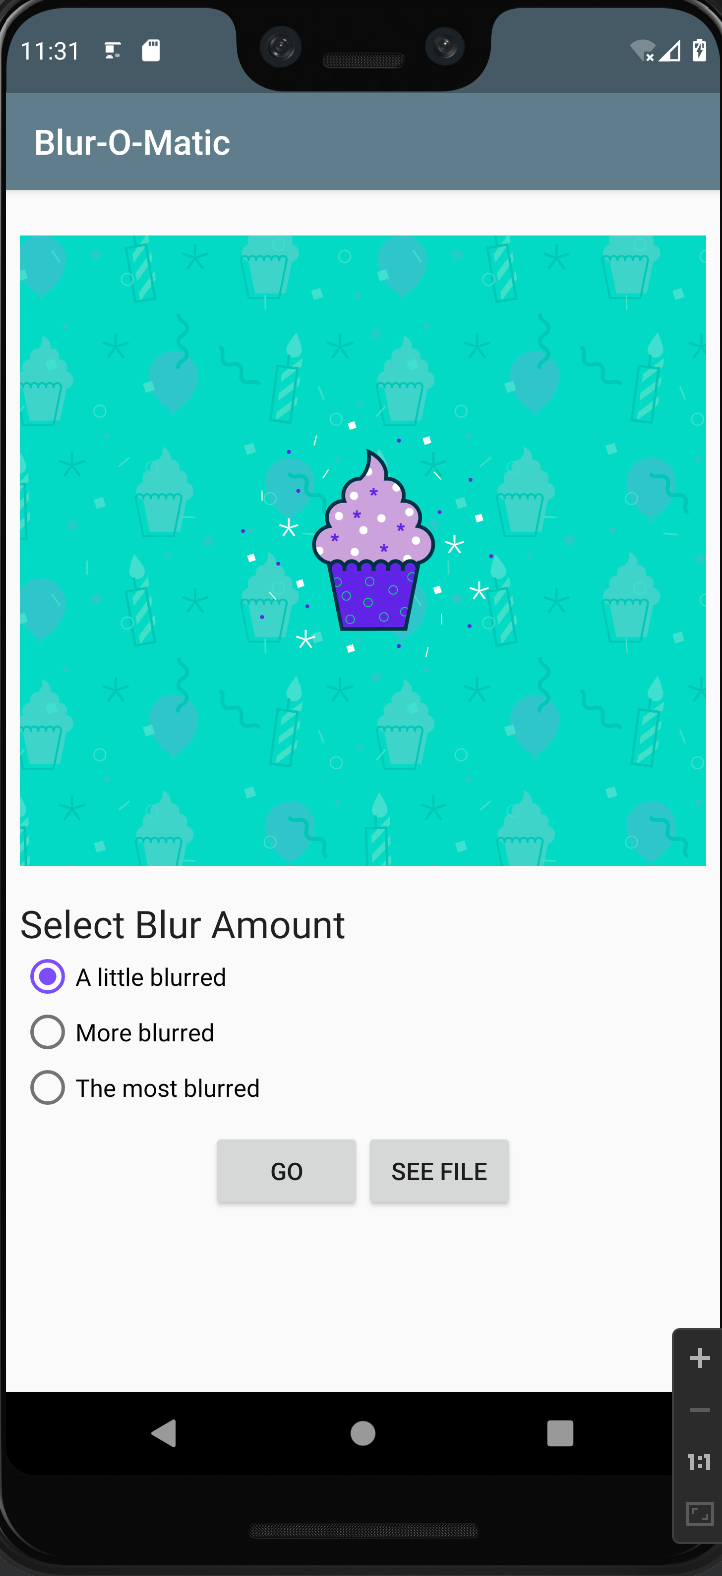 11:31
Blur-O-Matic
Select Blur Amount
A little blurred
More blurred
The most blurred
GO SEE FILE
1:1